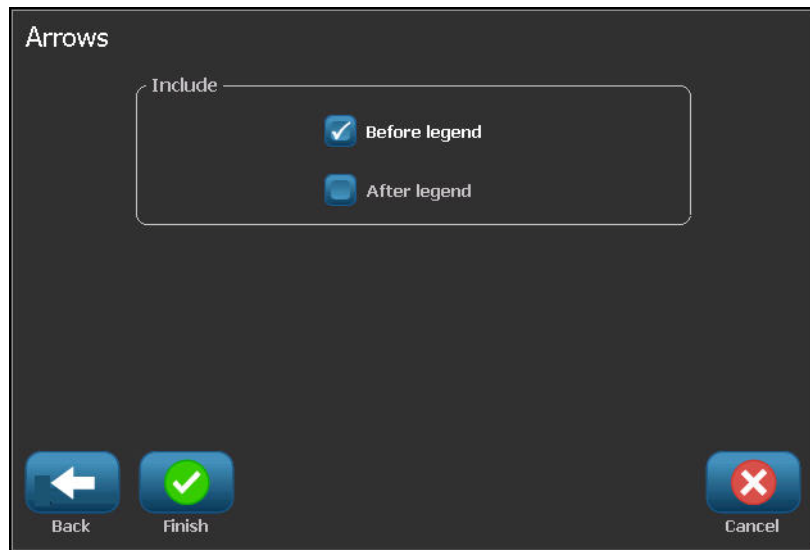 Arrows
Include
Before legend
After legend
Back Finish Cancel